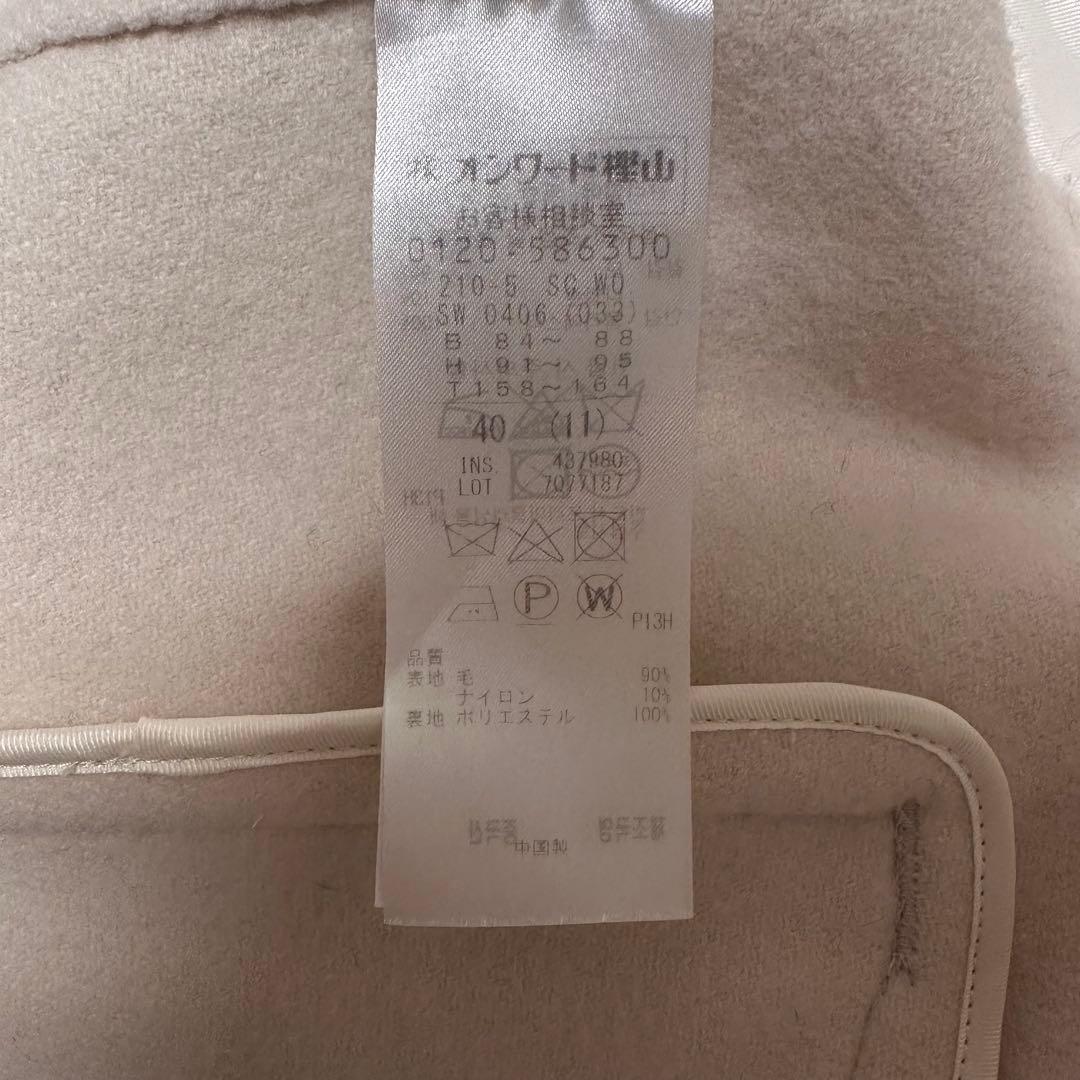 株 オンワード樫山
お客様相談室
0120-586300
210-5 SG WO
SW 0406 (033)
B 84～ 88
H 91～ 95
T158～164
40 (11)
INS. 437980
LOT 7077187
P W P13H
品質
表地 毛 90%
ナイロン 10%
裏地 ポリエステル 100%
中国製